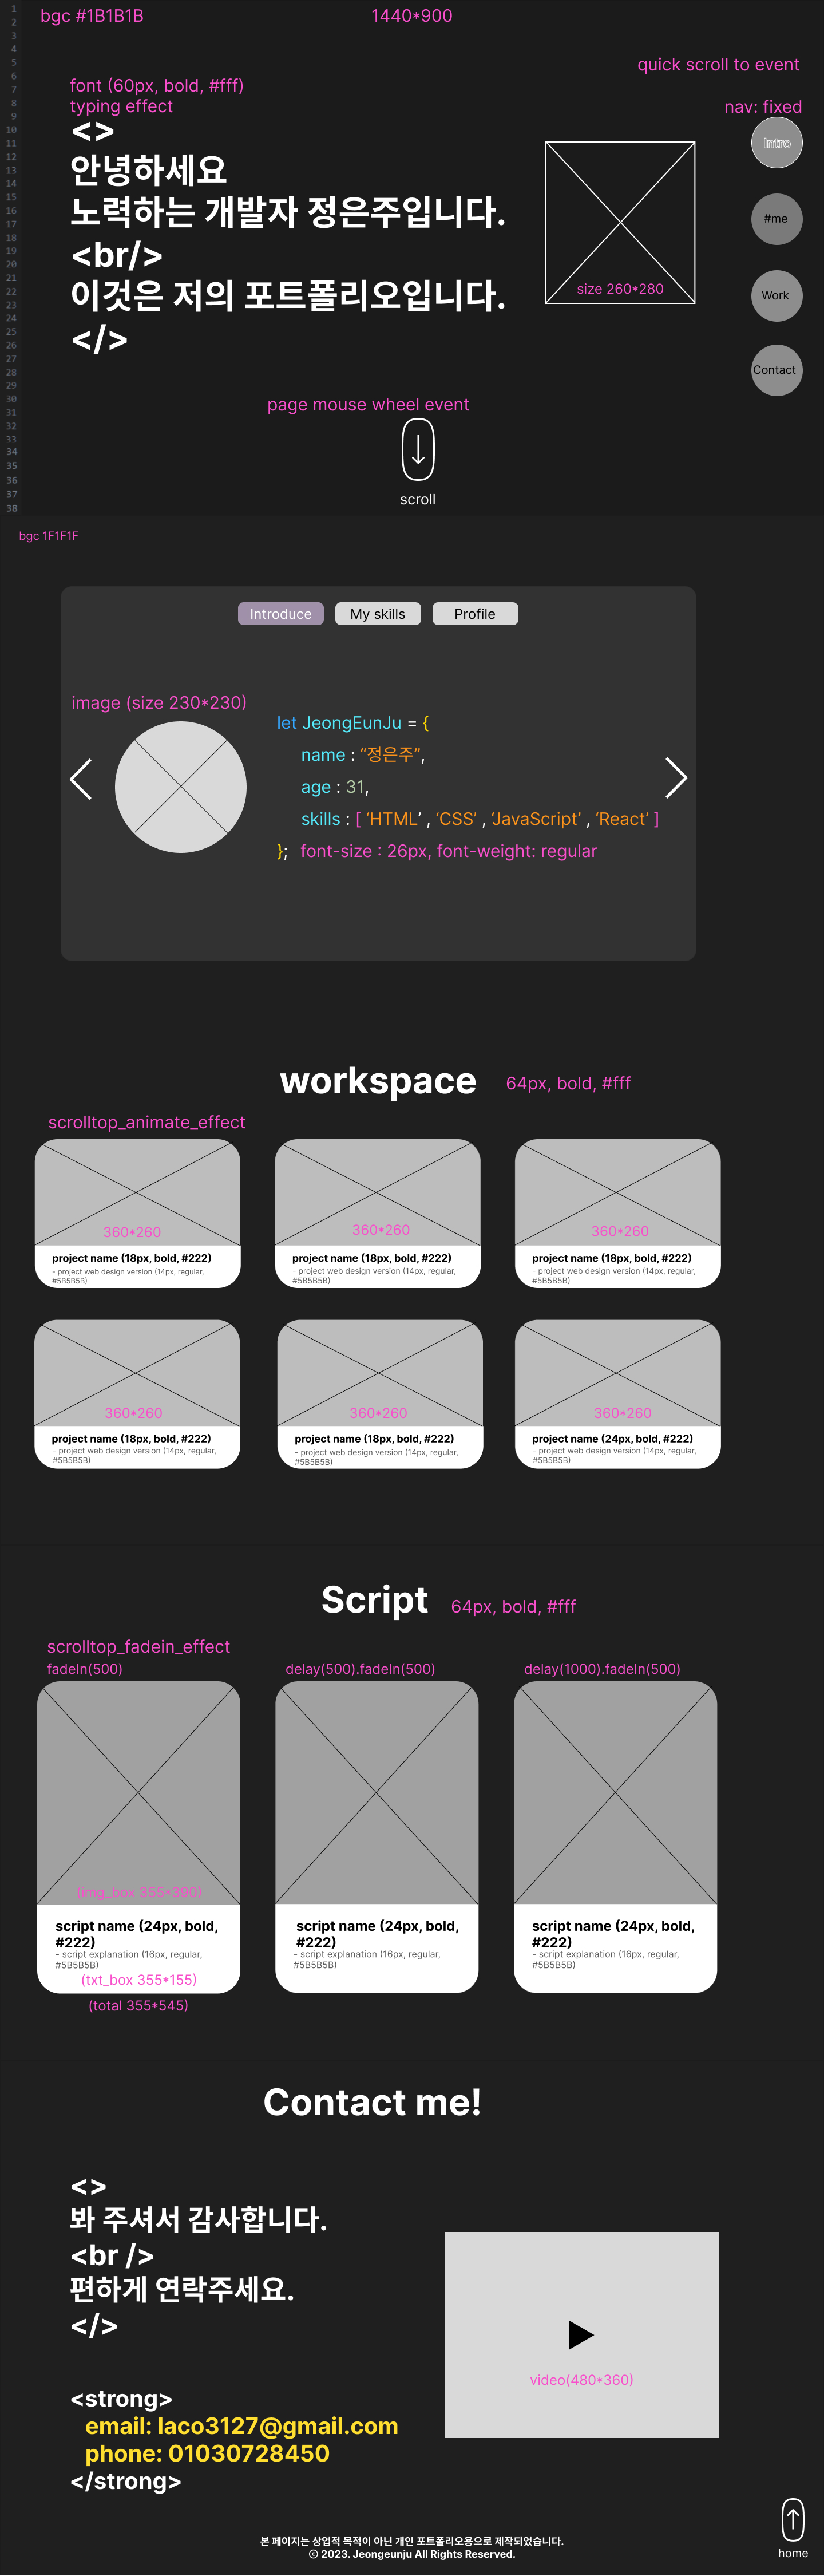 1
2
3
4
5
6
7
8
9
10
11
12
13
14
15
16
17
18
19
20
21
22
23
24
25
26
27
28
29
30
31
32
33
34
35
36
37
38
bgc #1B1B1B
1440*900
quick scroll to event
font (60px, bold, #fff)
typing effect
nav: fixed
<>
안녕하세요
노력하는 개발자 정은주입니다.
<br/>
이것은 저의 포트폴리오입니다.
</>
size 260*280
intro
#me
Work
Contact
page mouse wheel event
scroll
bgc 1F1F1F
Introduce
My skills
Profile
image (size 230*230)
let JeongEunJu = {
name : “정은주”,
age : 31,
skills : [ ‘HTML’ , ‘CSS’ , ‘JavaScript’ , ‘React’ ]
}; font-size : 26px, font-weight: regular
workspace
64px, bold, #fff
scrolltop_animate_effect
360*260
project name (18px, bold, #222)
- project web design version (14px, regular,
#5B5B5B)
360*260
project name (18px, bold, #222)
- project web design version (14px, regular,
#5B5B5B)
360*260
project name (18px, bold, #222)
- project web design version (14px, regular,
#5B5B5B)
360*260
project name (18px, bold, #222)
- project web design version (14px, regular,
#5B5B5B)
360*260
project name (18px, bold, #222)
- project web design version (14px, regular,
#5B5B5B)
360*260
project name (24px, bold, #222)
- project web design version (14px, regular,
#5B5B5B)
Script
64px, bold, #fff
scrolltop_fadein_effect
fadeIn(500)
(img_box 355*390)
script name (24px, bold,
#222)
- script explanation (16px, regular,
#5B5B5B)
(txt_box 355*155)
(total 355*545)
delay(500).fadeIn(500)
script name (24px, bold,
#222)
- script explanation (16px, regular,
#5B5B5B)
delay(1000).fadeIn(500)
script name (24px, bold,
#222)
- script explanation (16px, regular,
#5B5B5B)
Contact me!
<>
봐 주셔서 감사합니다.
<br />
편하게 연락주세요.
</>
<strong>
email: laco3127@gmail.com
phone: 01030728450
</strong>
video(480*360)
home
본 페이지는 상업적 목적이 아닌 개인 포트폴리오용으로 제작되었습니다.
ⓒ 2023. Jeongeunju All Rights Reserved.